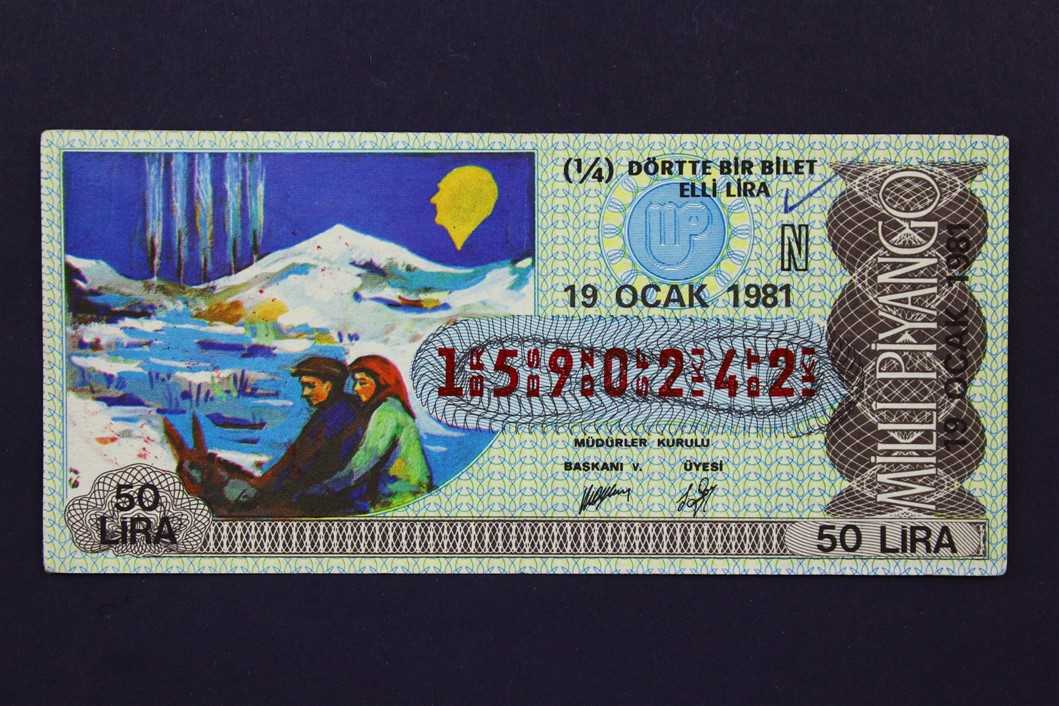 (¼) DÖRTTE BİR BİLET
ELLİ LİRA
N
19 OCAK 1981
1 5 9 0 2 4 2
MÜDÜRLER KURULU
BAŞKANI V. ÜYESİ
50
LİRA
50 LİRA
MİLLİ PİYANGO
19 OCAK 1981